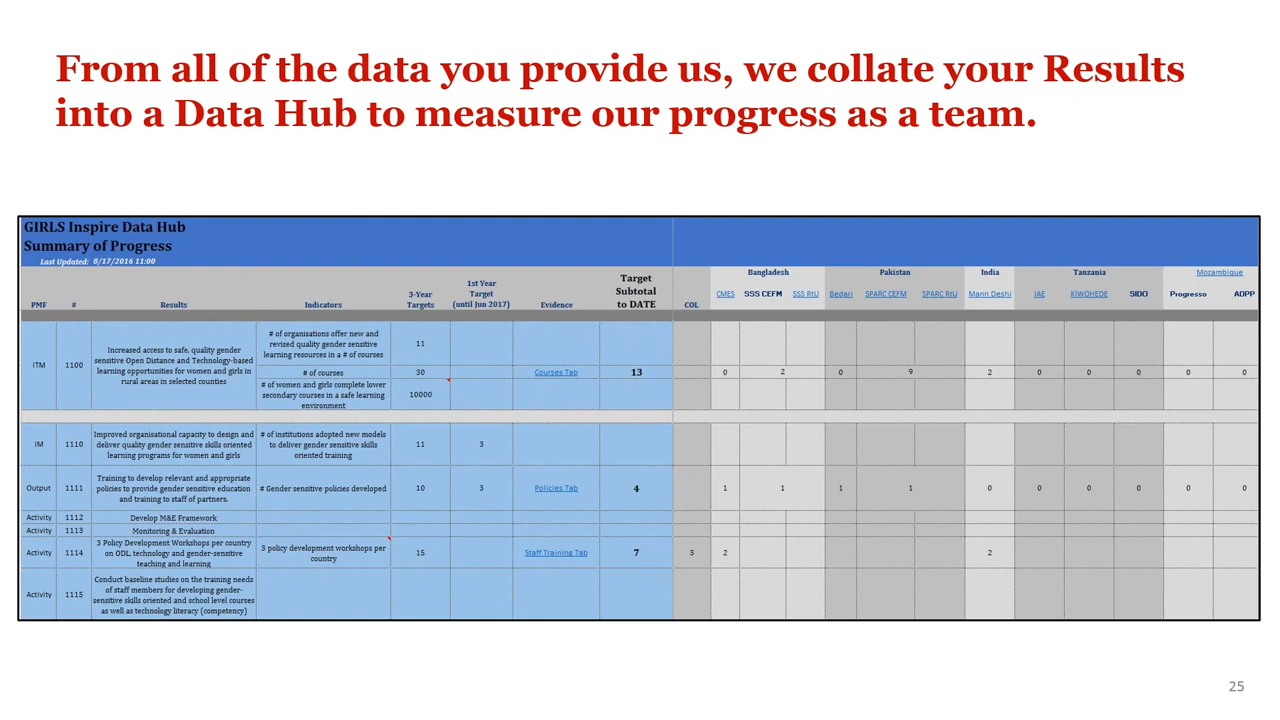 From all of the data you provide us, we collate your Results
into a Data Hub to measure our progress as a team.
GIRLS Inspire Data Hub
Summary of Progress
Last Updated: 8/17/2016 11:00
Bangladesh Pakistan India Tanzania Mozambique
PMF # Results Indicators 3-Year Targets 1st Year Target (until Jun 2017) Evidence Target Subtotal to DATE COL CMES SSS CEFM SSS RtU Bedari SPARC CEFM SPARC RtU Mann Deshi IAE KIWOHEDE SIDO Progresso ADPP
ITM 1100
Increased access to safe, quality gender
sensitive Open Distance and Technology-based
learning opportunities for women and girls in
rural areas in selected counties
# of organisations offer new and
revised quality gender sensitive
learning resources in a # of courses
11
# of courses 30 Courses Tab 13 0 2 0 9 2 0 0 0 0 0
# of women and girls complete lower
secondary courses in a safe learning
environment
10000
IM 1110
Improved organisational capacity to design and
deliver quality gender sensitive skills oriented
learning programs for women and girls
# of institutions adopted new models
to deliver gender sensitive skills
oriented training
11 3
Output 1111
Training to develop relevant and appropriate
policies to provide gender sensitive education
and training to staff of partners.
# Gender sensitive policies developed 10 3 Policies Tab 4 1 1 1 1 0 0 0 0 0 0
Activity 1112 Develop M&E Framework
Activity 1113 Monitoring & Evaluation
Activity 1114
3 Policy Development Workshops per country
on ODL, technology and gender-sensitive
teaching and learning
3 policy development workshops per
country
15 Staff Training Tab 7 3 2 2
Activity 1115
Conduct baseline studies on the training needs
of staff members for developing gender-
sensitive skills oriented and school level courses
as well as technology literacy (competency)
25